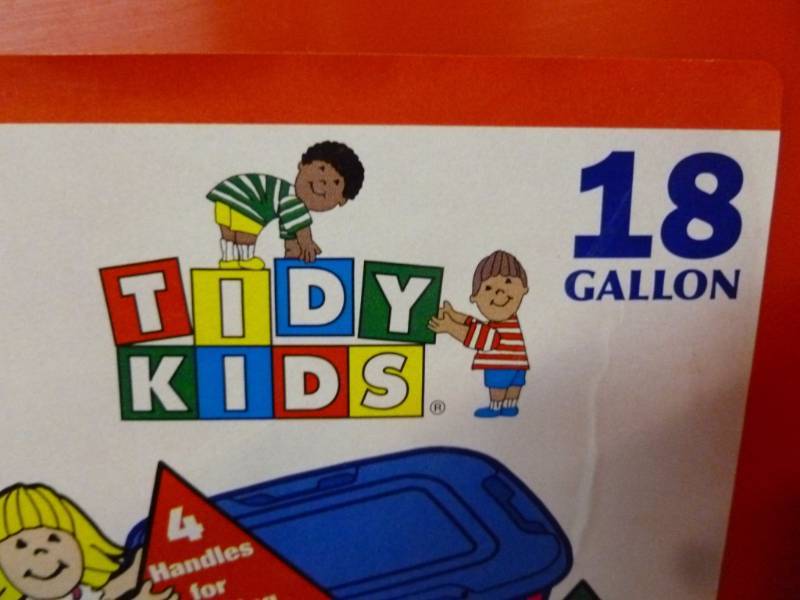 18
GALLON
TIDY
KIDS®
4
Handles
for